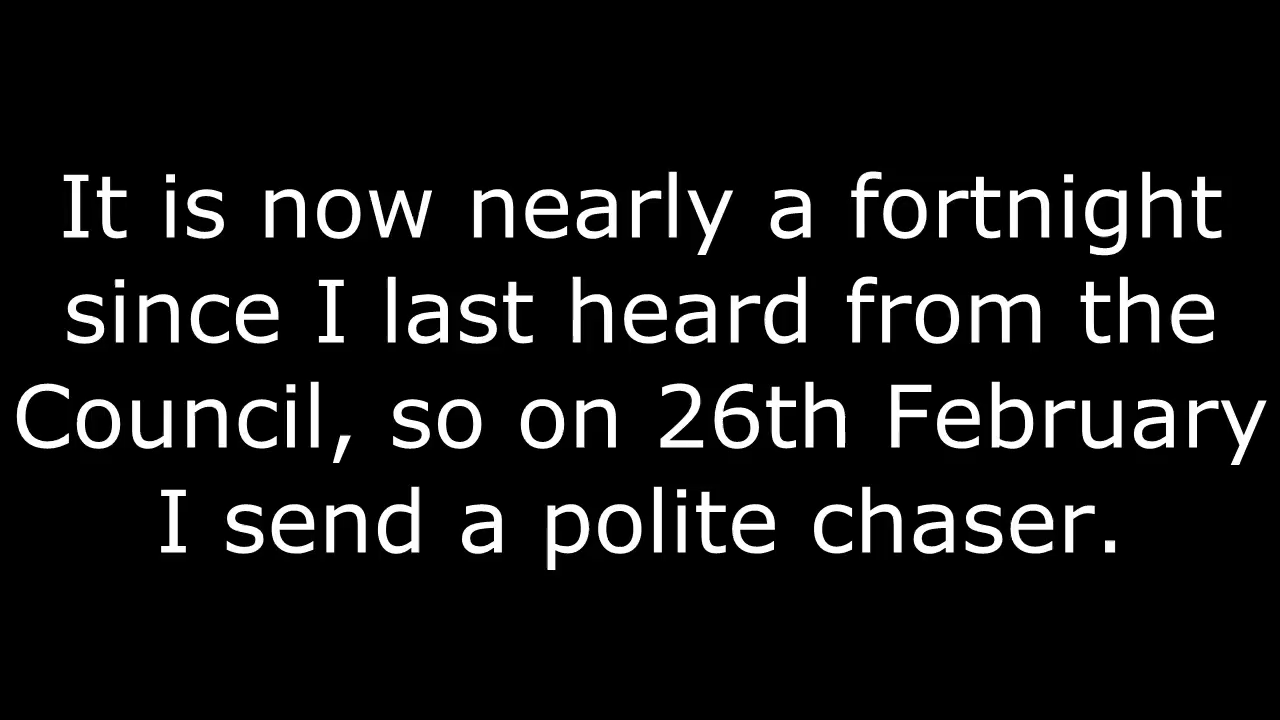 It is now nearly a fortnight
since I last heard from the
Council, so on 26th February
I send a polite chaser.